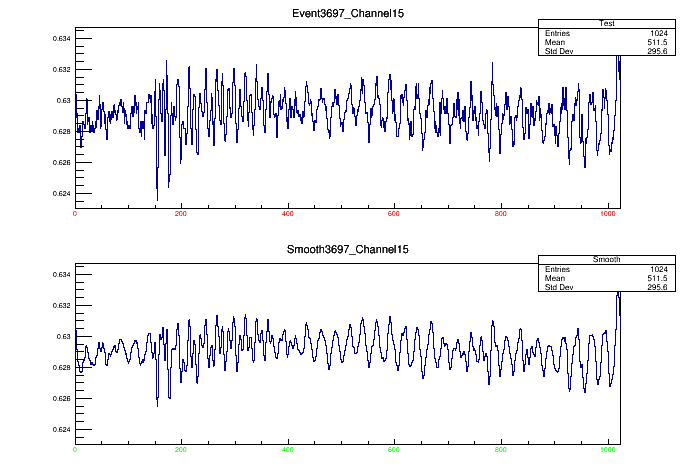 Event3697_Channel15
Test
Entries 1024
Mean 511.5
Std Dev 295.6
0.634
0.632
0.63
0.628
0.626
0.624
0 200 400 600 800 1000
Smooth3697_Channel15
Smooth
Entries 1024
Mean 511.5
Std Dev 295.6
0.634
0.632
0.63
0.628
0.626
0.624
0 200 400 600 800 1000